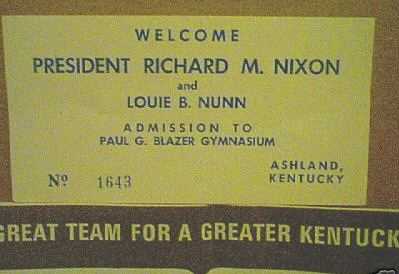 WELCOME
PRESIDENT RICHARD M. NIXON
and
LOUIE B. NUNN
ADMISSION TO
PAUL G. BLAZER GYMNASIUM
ASHLAND,
KENTUCKY
Nº 1643
GREAT TEAM FOR A GREATER KENTUCK